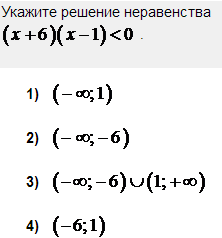 Укажите решение неравенства
(x+6)(x−1)<0 .
1) (−∞;1)
2) (−∞;−6)
3) (−∞;−6)∪(1;+∞)
4) (−6;1)